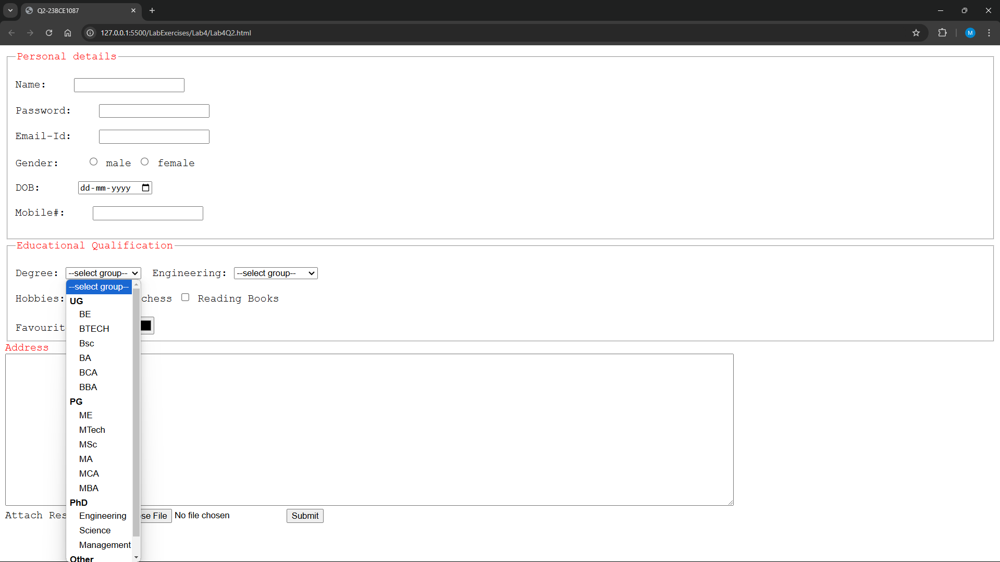 Q2-23BCE1087
127.0.0.1:5500/LabExercises/Lab4/Lab4Q2.html
M
Personal details
Name:
Password:
Email-Id:
Gender: male female
DOB: dd-mm-yyyy
Mobile#:
Educational Qualification
Degree: --select group-- Engineering: --select group--
--select group--
Hobbies: chess Reading Books
UG
BE
Favourit
BTECH
Bsc
Address
BA
BCA
BBA
PG
ME
MTech
MSc
MA
MCA
MBA
PhD
Attach Res Engineering se File No file chosen Submit
Science
Management
Other